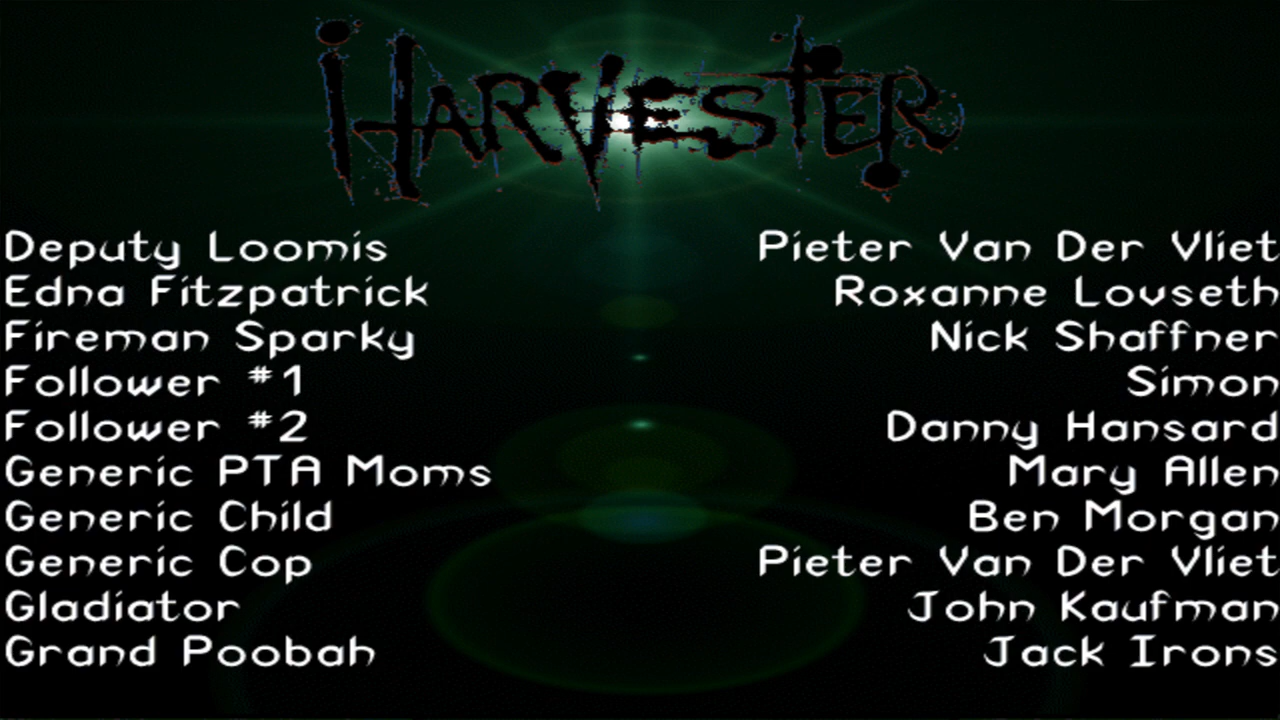 Harvester
Deputy Loomis Pieter Van Der Vliet
Edna Fitzpatrick Roxanne Lovseth
Fireman Sparky Nick Shaffner
Follower #1 Simon
Follower #2 Danny Hansard
Generic PTA Moms Mary Allen
Generic Child Ben Morgan
Generic Cop Pieter Van Der Vliet
Gladiator John Kaufman
Grand Poobah Jack Irons